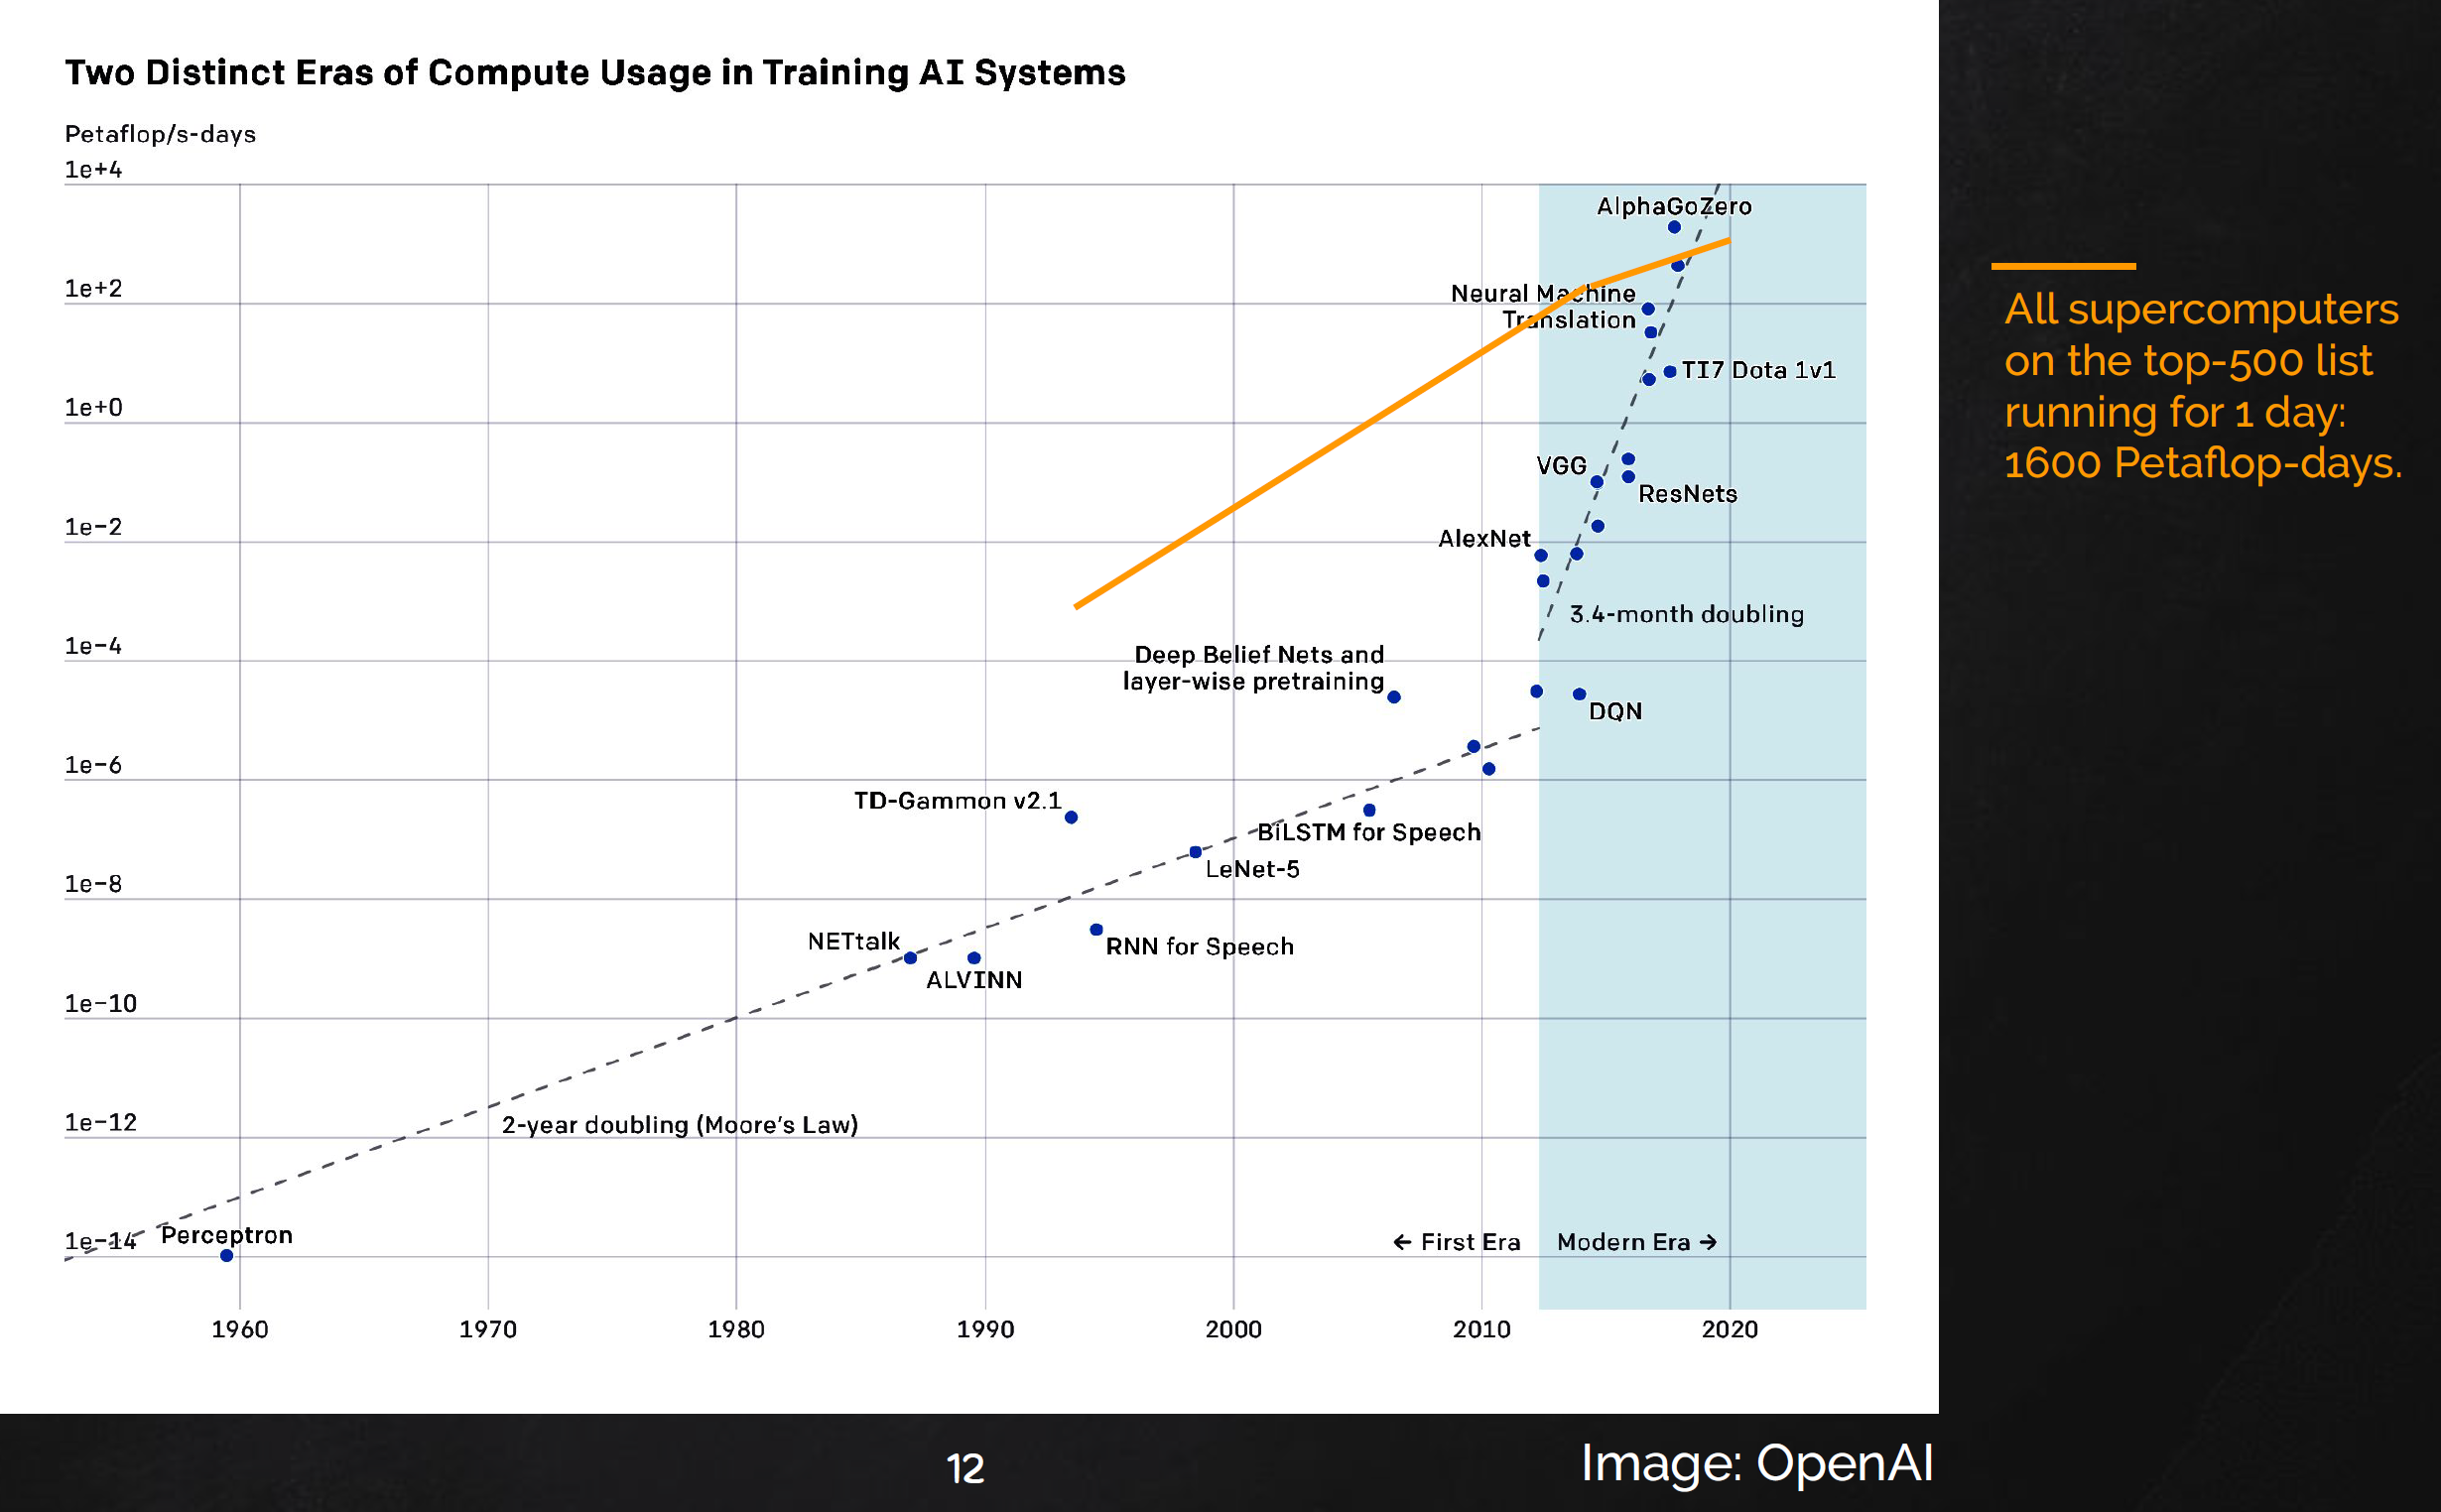 Two Distinct Eras of Compute Usage in Training AI Systems
Petaflop/s-days
1e+4
AlphaGoZero
1e+2
Neural Machine
Translation
TI7 Dota 1v1
1e+0
VGG
ResNets
1e−2
AlexNet
3.4-month doubling
1e−4
Deep Belief Nets and
layer-wise pretraining
DQN
1e−6
TD-Gammon v2.1
BiLSTM for Speech
LeNet-5
1e−8
NETtalk
RNN for Speech
ALVINN
1e−10
1e−12
2-year doubling (Moore's Law)
1e−14
Perceptron
← First Era
Modern Era →
1960
1970
1980
1990
2000
2010
2020
All supercomputers
on the top-500 list
running for 1 day:
1600 Petaflop-days.
12
Image: OpenAI